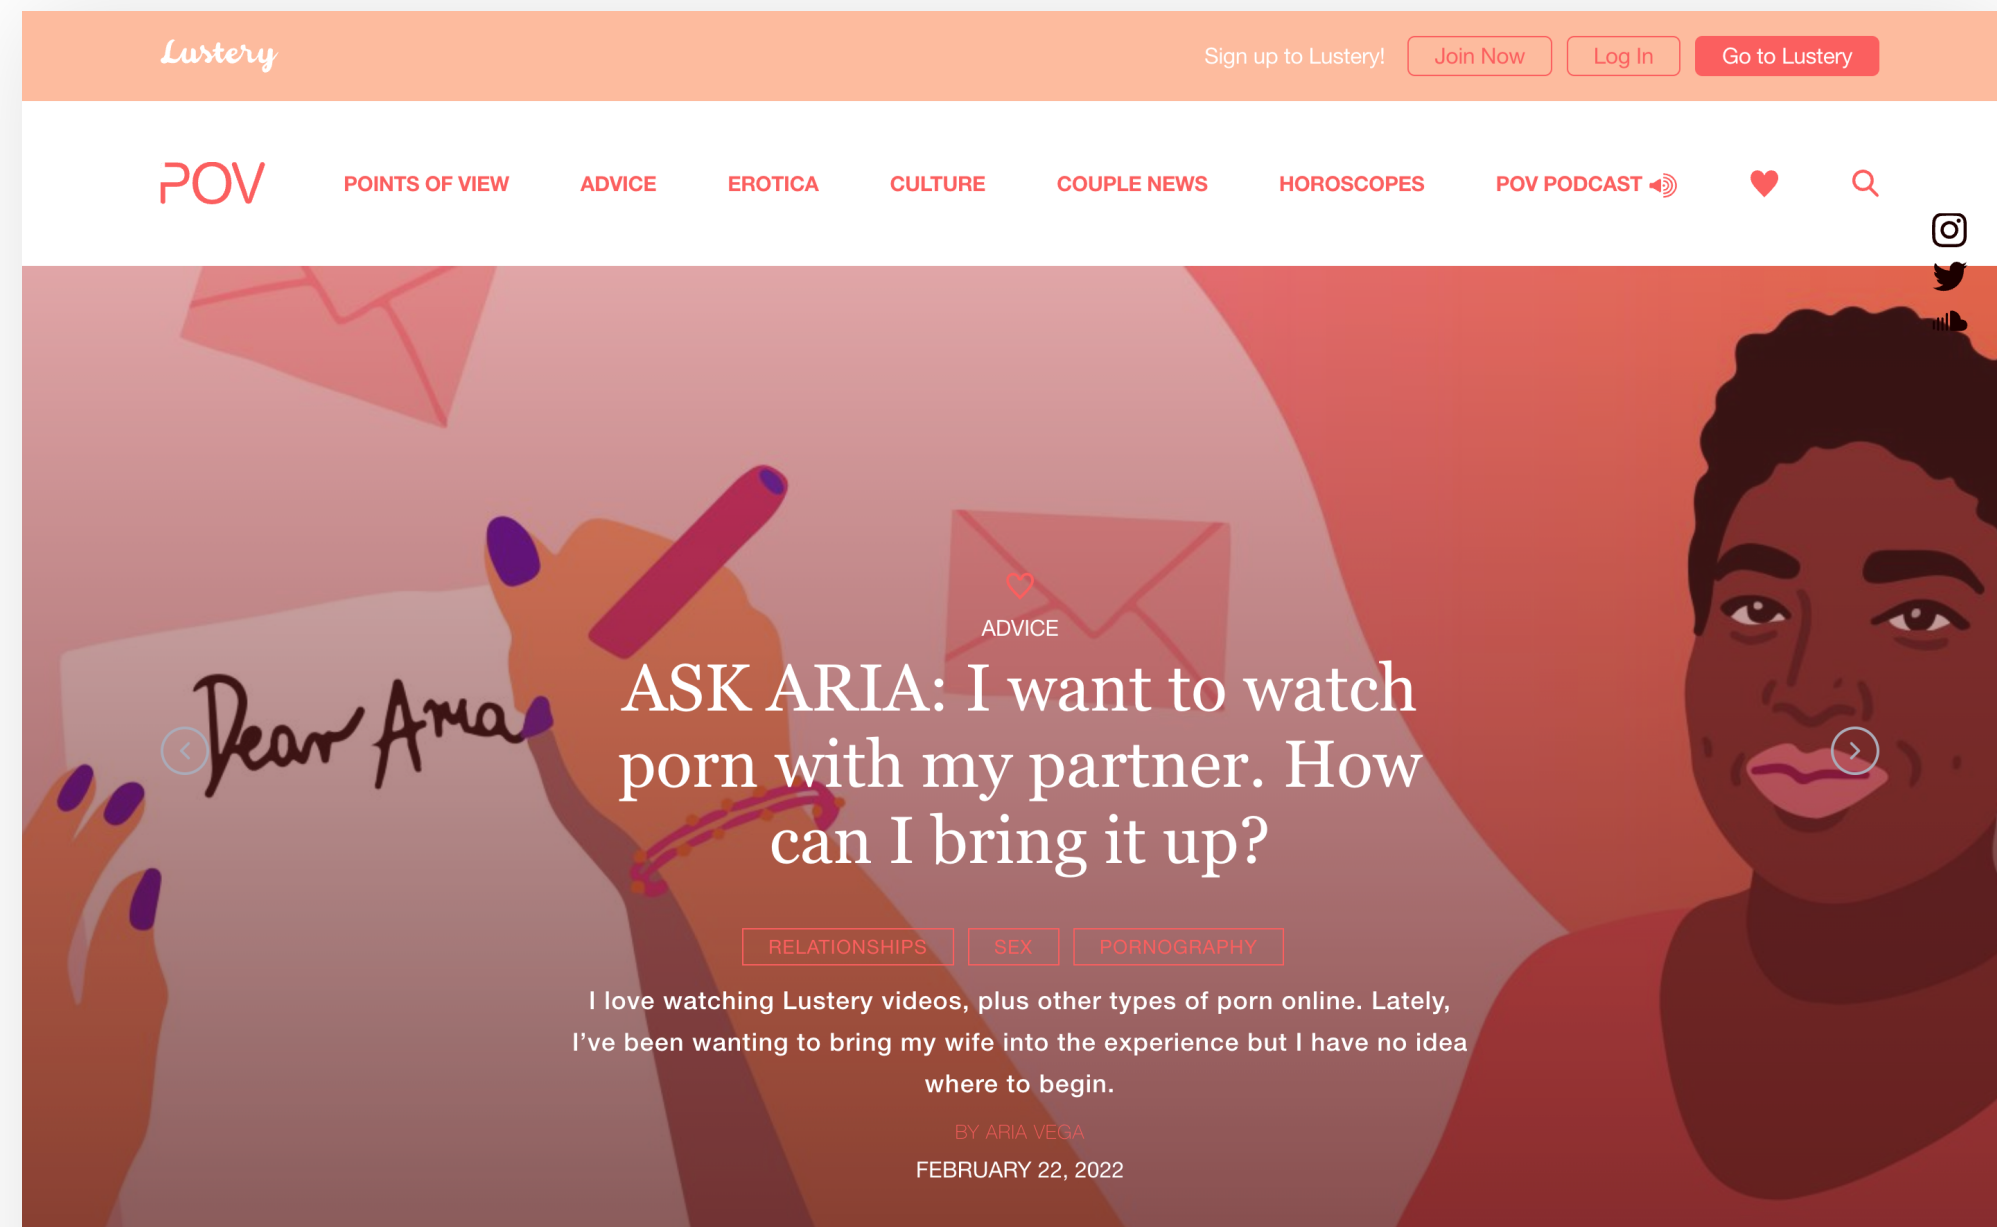 Lustery
Sign up to Lustery! Join Now Log In Go to Lustery
POV POINTS OF VIEW ADVICE EROTICA CULTURE COUPLE NEWS HOROSCOPES POV PODCAST
Dear Aria
ADVICE
ASK ARIA: I want to watch
porn with my partner. How
can I bring it up?
RELATIONSHIPS SEX PORNOGRAPHY
I love watching Lustery videos, plus other types of porn online. Lately,
I’ve been wanting to bring my wife into the experience but I have no idea
where to begin.
BY ARIA VEGA
FEBRUARY 22, 2022